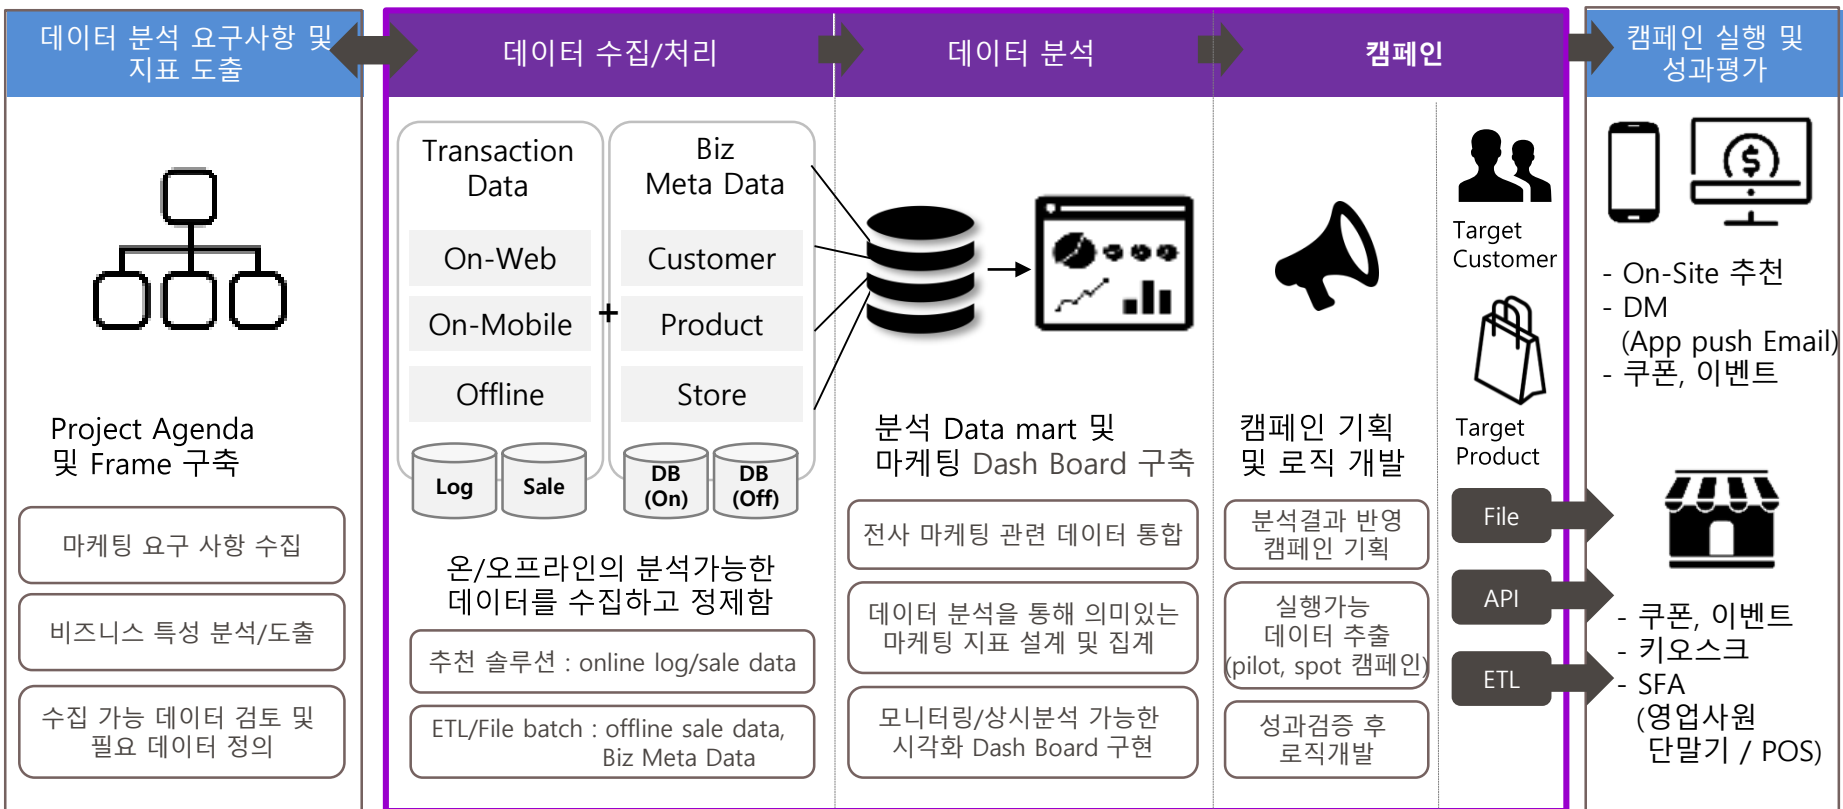 데이터 분석 요구사항 및
지표 도출
데이터 수집/처리
데이터 분석
캠페인
캠페인 실행 및
성과평가
Project Agenda
및 Frame 구축
마케팅 요구 사항 수집
비즈니스 특성 분석/도출
수집 가능 데이터 검토 및
필요 데이터 정의
Transaction
Data
On-Web
On-Mobile
Offline
Log
Sale
+
Biz
Meta Data
Customer
Product
Store
DB
(On)
DB
(Off)
온/오프라인의 분석가능한
데이터를 수집하고 정제함
추천 솔루션 : online log/sale data
ETL/File batch : offline sale data,
Biz Meta Data
분석 Data mart 및
마케팅 Dash Board 구축
전사 마케팅 관련 데이터 통합
데이터 분석을 통해 의미있는
마케팅 지표 설계 및 집계
모니터링/상시분석 가능한
시각화 Dash Board 구현
캠페인 기획
및 로직 개발
분석결과 반영
캠페인 기획
실행가능
데이터 추출
(pilot, spot 캠페인)
성과검증 후
로직개발
Target
Customer
Target
Product
File
API
ETL
$
- On-Site 추천
- DM
(App push Email)
- 쿠폰, 이벤트
- 쿠폰, 이벤트
- 키오스크
- SFA
(영업사원
단말기 / POS)